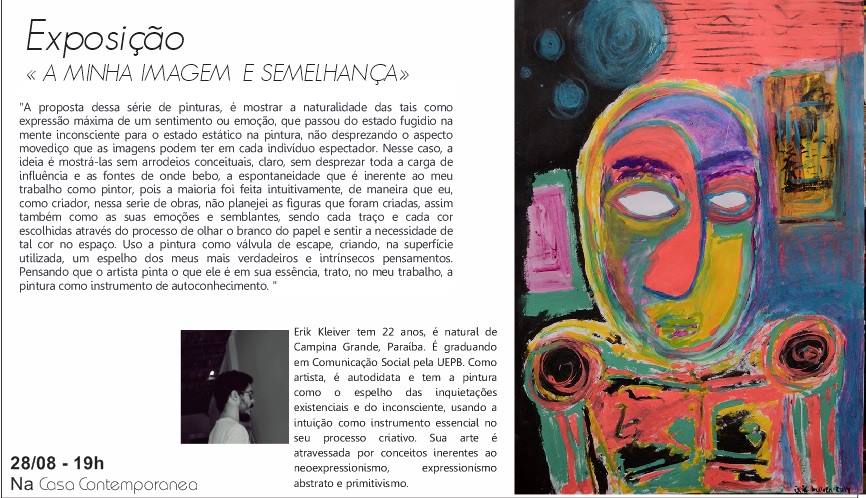 Exposição
« A MINHA IMAGEM E SEMELHANÇA»
"A proposta dessa série de pinturas, é mostrar a naturalidade das tais como
expressão máxima de um sentimento ou emoção, que passou do estado fugidio na
mente inconsciente para o estado estático na pintura, não desprezando o aspecto
movediço que as imagens podem ter em cada indivíduo espectador. Nesse caso, a
ideia é mostrá-las sem arrodeios conceituais, claro, sem desprezar toda a carga de
influência e as fontes de onde bebo, a espontaneidade que é inerente ao meu
trabalho como pintor, pois a maioria foi feita intuitivamente, de maneira que eu,
como criador, nessa serie de obras, não planejei as figuras que foram criadas, assim
também como as suas emoções e semblantes, sendo cada traço e cada cor
escolhidas através do processo de olhar o branco do papel e sentir a necessidade de
tal cor no espaço. Uso a pintura como válvula de escape, criando, na superfície
utilizada, um espelho dos meus mais verdadeiros e intrínsecos pensamentos.
Pensando que o artista pinta o que ele é em sua essência, trato, no meu trabalho, a
pintura como instrumento de autoconhecimento. "
Erik Kleiver tem 22 anos, é natural de
Campina Grande, Paraíba. É graduando
em Comunicação Social pela UEPB. Como
artista, é autodidata e tem a pintura
como o espelho das inquietações
existenciais e do inconsciente, usando a
intuição como instrumento essencial no
seu processo criativo. Sua arte é
atravessada por conceitos inerentes ao
neoexpressionismo, expressionismo
abstrato e primitivismo.
28/08 - 19h
Na Casa Contemporanea